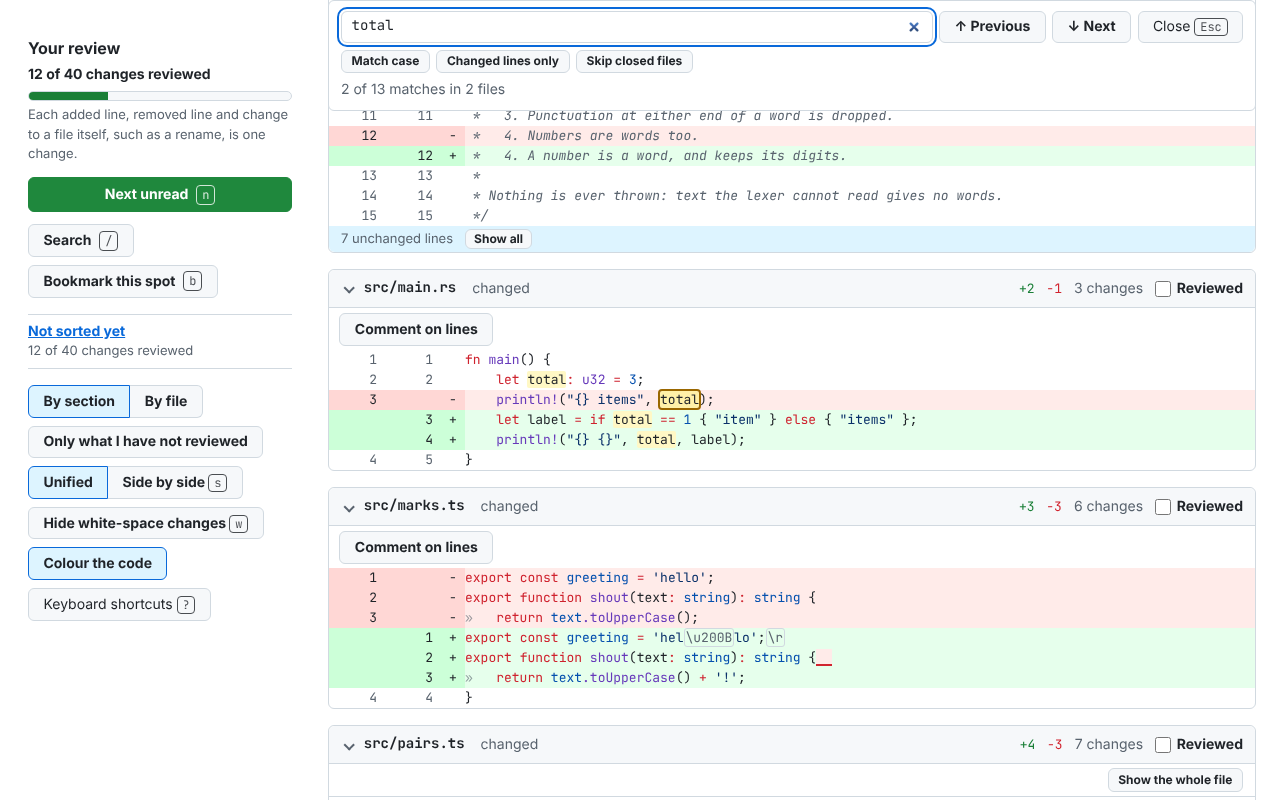 Your review
12 of 40 changes reviewed
Each added line, removed line and change
to a file itself, such as a rename, is one
change.
Next unread n
Search /
Bookmark this spot b
Not sorted yet
12 of 40 changes reviewed
By section By file
Only what I have not reviewed
Unified Side by side s
Hide white-space changes w
Colour the code
Keyboard shortcuts ?
total × ↑ Previous ↓ Next Close Esc
Match case Changed lines only Skip closed files
2 of 13 matches in 2 files
11 11 * 3. Punctuation at either end of a word is dropped.
12 - * 4. Numbers are words too.
12 + * 4. A number is a word, and keeps its digits.
13 13 *
14 14 * Nothing is ever thrown: text the lexer cannot read gives no words.
15 15 */
7 unchanged lines Show all
src/main.rs changed +2 -1 3 changes Reviewed
Comment on lines
1 1 fn main() {
2 2 let total: u32 = 3;
3 - println!("{} items", total);
3 + let label = if total == 1 { "item" } else { "items" };
4 + println!("{} {}", total, label);
4 5 }
src/marks.ts changed +3 -3 6 changes Reviewed
Comment on lines
1 - export const greeting = 'hello';
2 - export function shout(text: string): string {
3 - » return text.toUpperCase();
1 + export const greeting = 'hel\u200Blo';\r
2 + export function shout(text: string): string {
3 + » return text.toUpperCase() + '!';
4 4 }
src/pairs.ts changed +4 -3 7 changes Reviewed
Show the whole file